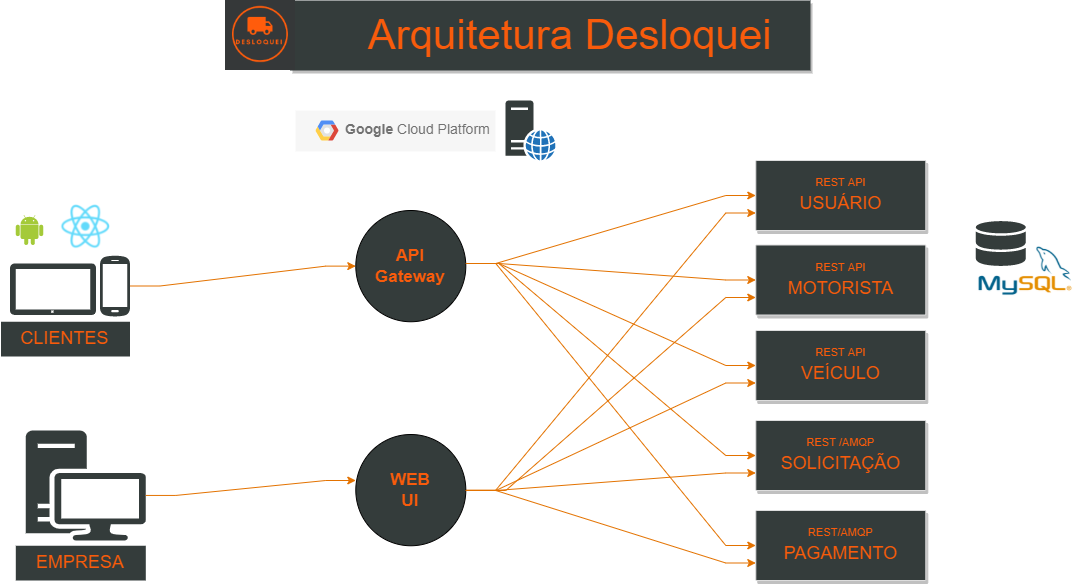 DESLOQUEI
Arquitetura Desloquei
Google Cloud Platform
REST API
USUÁRIO
API
Gateway
REST API
MOTORISTA
MySQL®
CLIENTES
REST API
VEÍCULO
REST /AMQP
SOLICITAÇÃO
WEB
UI
REST/AMQP
PAGAMENTO
EMPRESA